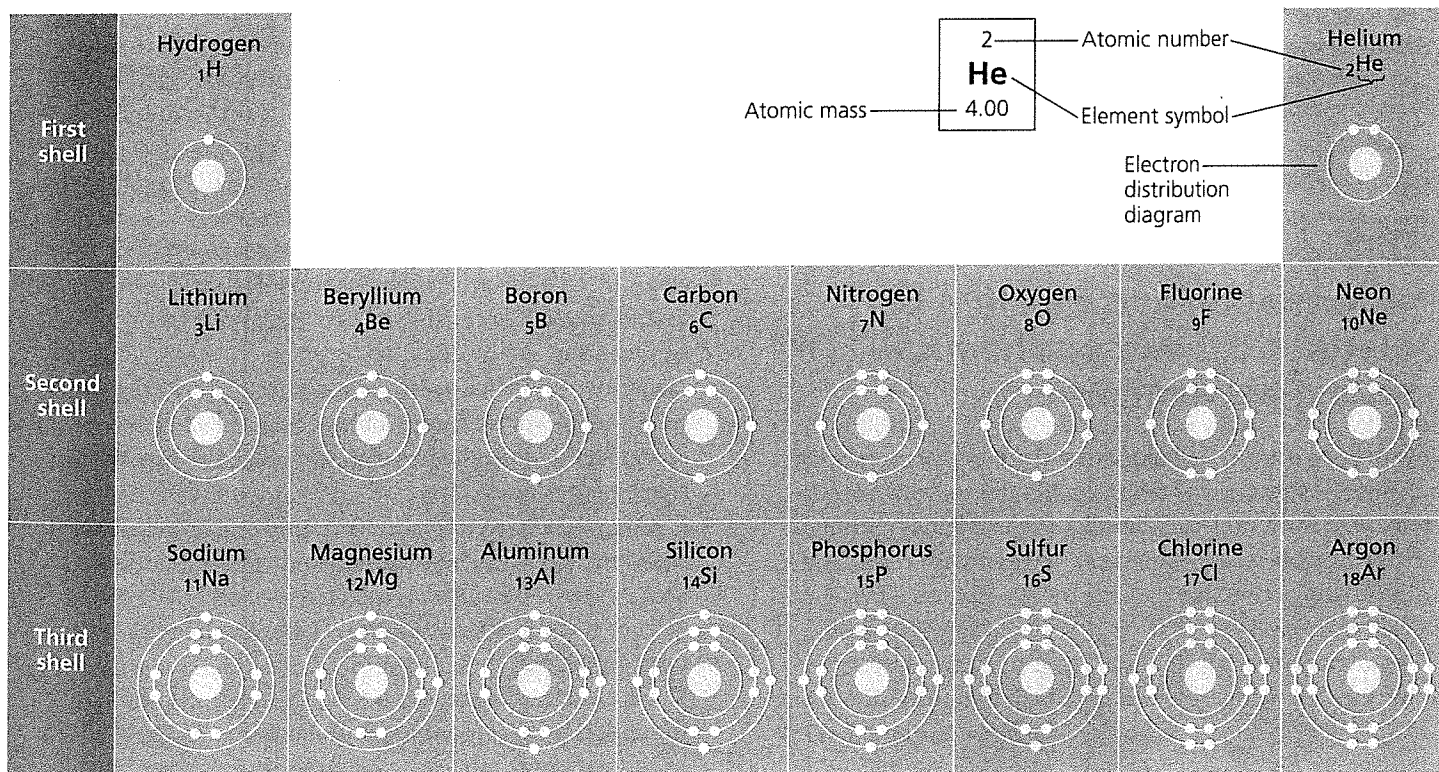 Hydrogen
₁H
2
He
4.00
Atomic number
Atomic mass
Element symbol
Helium
₂He
First
shell
Electron
distribution
diagram
Lithium
₃Li
Beryllium
₄Be
Boron
₅B
Carbon
₆C
Nitrogen
₇N
Oxygen
₈O
Fluorine
₉F
Neon
₁₀Ne
Second
shell
Sodium
₁₁Na
Magnesium
₁₂Mg
Aluminum
₁₃Al
Silicon
₁₄Si
Phosphorus
₁₅P
Sulfur
₁₆S
Chlorine
₁₇Cl
Argon
₁₈Ar
Third
shell